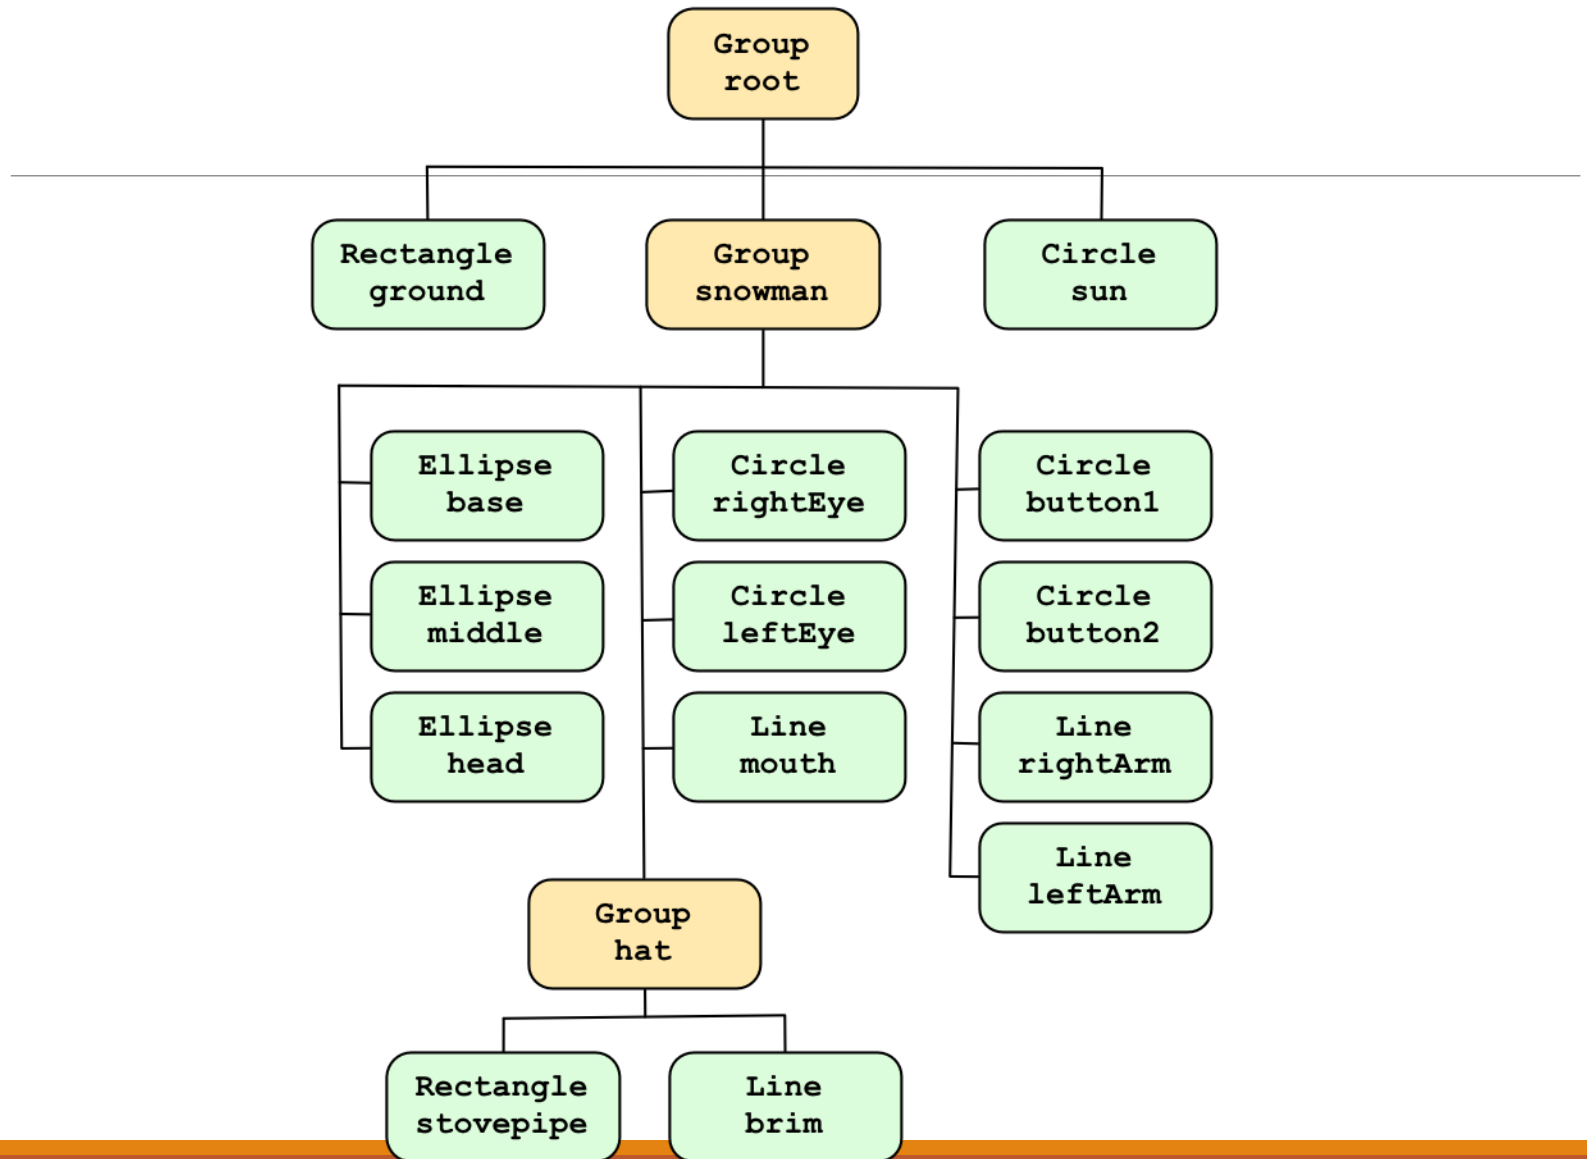 Group
root
Rectangle
ground
Group
snowman
Circle
sun
Ellipse
base
Circle
rightEye
Circle
button1
Ellipse
middle
Circle
leftEye
Circle
button2
Ellipse
head
Line
mouth
Line
rightArm
Line
leftArm
Group
hat
Rectangle
stovepipe
Line
brim